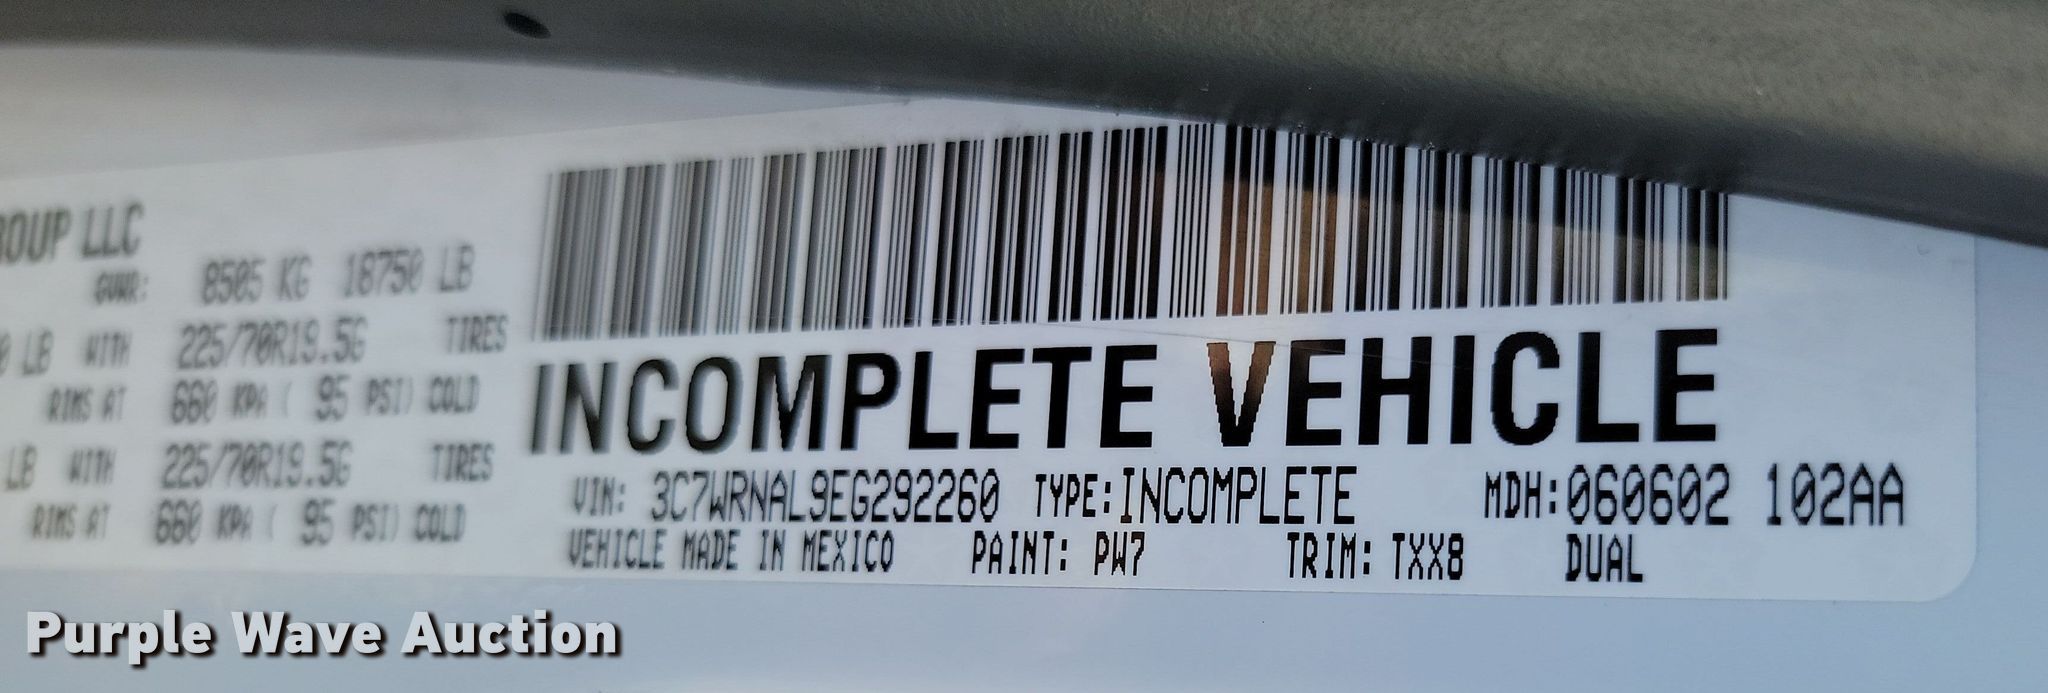 OUP LLC
GVWR: 8505 KG 18750 LB
LB WITH 225/70R19.5G TIRES
RIMS AT 660 KPA ( 95 PSI) COLD
LB WITH 225/70R19.5G TIRES
RIMS AT 660 KPA ( 95 PSI) COLD
INCOMPLETE VEHICLE
VIN: 3C7WRNAL9EG292260 TYPE:INCOMPLETE MDH:060602 102AA
VEHICLE MADE IN MEXICO PAINT: PW7 TRIM: TXX8 DUAL
Purple Wave Auction